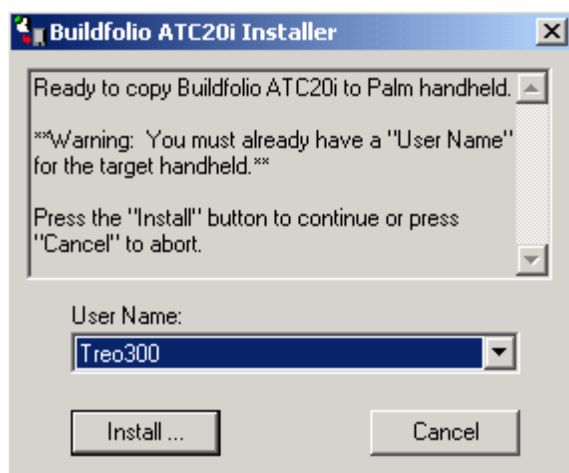 Buildfolio ATC20i Installer
Ready to copy Buildfolio ATC20i to Palm handheld.
**Warning:  You must already have a "User Name"
for the target handheld.**
Press the "Install" button to continue or press
"Cancel" to abort.
User Name:
Treo300
Install ...
Cancel